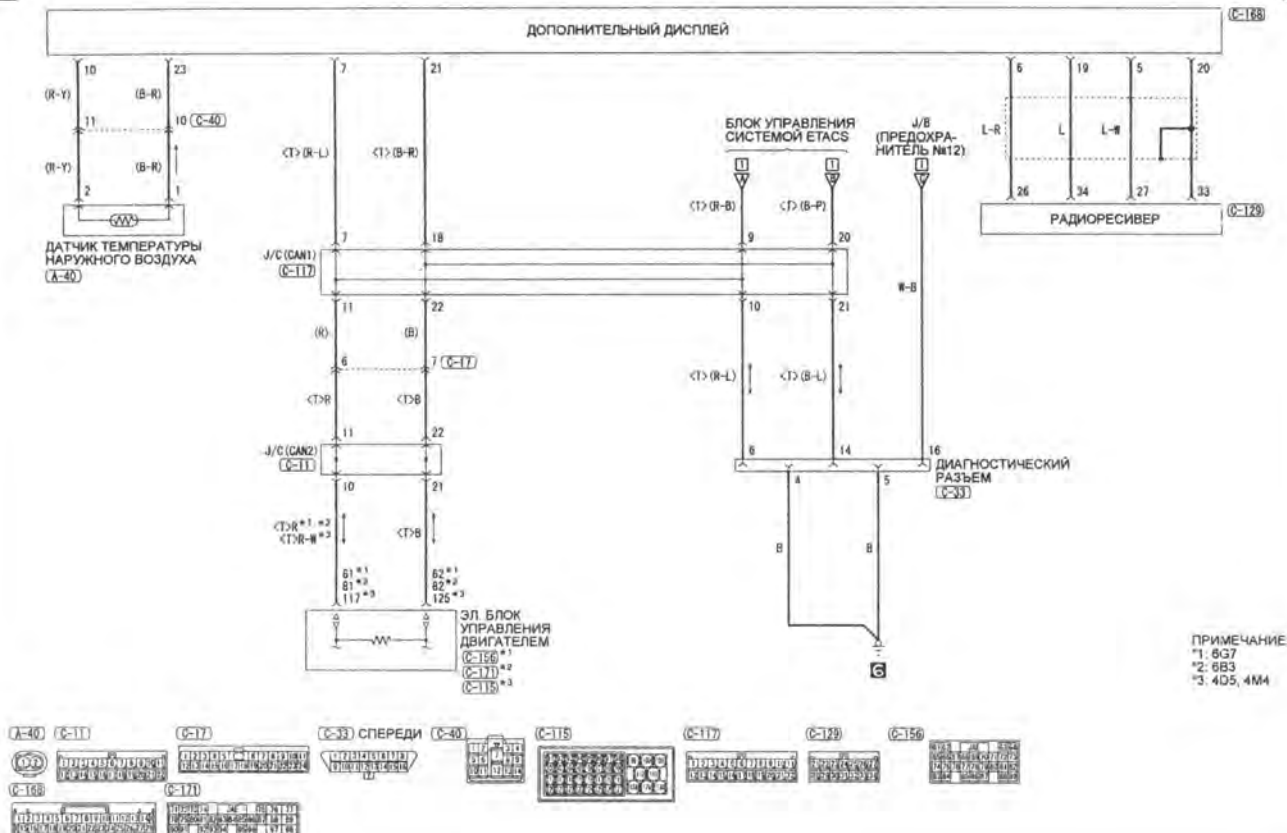 ДОПОЛНИТЕЛЬНЫЙ ДИСПЛЕЙ
C-168
10 23 7 21 6 19 5 20
(R-Y) (B-R)
11 10 C-40
<T>(R-L) <T>(B-R)
БЛОК УПРАВЛЕНИЯ
СИСТЕМОЙ ETACS
J/B
(ПРЕДОХРА-
НИТЕЛЬ №12)
L-R L L-W
(R-Y) (B-R)
1 1 1
A B C
2 1
<T>(R-B) <T>(B-P)
26 34 27 33
РАДИОРЕСИВЕР
C-129
ДАТЧИК ТЕМПЕРАТУРЫ
НАРУЖНОГО ВОЗДУХА
A-40
7 18 9 20
J/C(CAN1)
C-117
W-B
11 22 10 21
(R) (B)
6 7 C-17
<T>R <T>B
<T>(R-L) <T>(B-L)
11 22
J/C(CAN2)
C-11
6 14 16
ДИАГНОСТИЧЕСКИЙ
РАЗЪЕМ
C-33
10 21
4 5
<T>R*1,*2
<T>R-W*3
<T>B
B B
61*1 62*1
81*2 82*2
117*3 125*3
ЭЛ. БЛОК
УПРАВЛЕНИЯ
ДВИГАТЕЛЕМ
C-156*1
C-171*2
C-115*3
6
ПРИМЕЧАНИЕ
*1: 6G7
*2: 6B3
*3: 4D5, 4M4
A-40 C-11 C-17 C-33 СПЕРЕДИ C-40 C-115 C-117 C-129 C-156
C-168 C-171